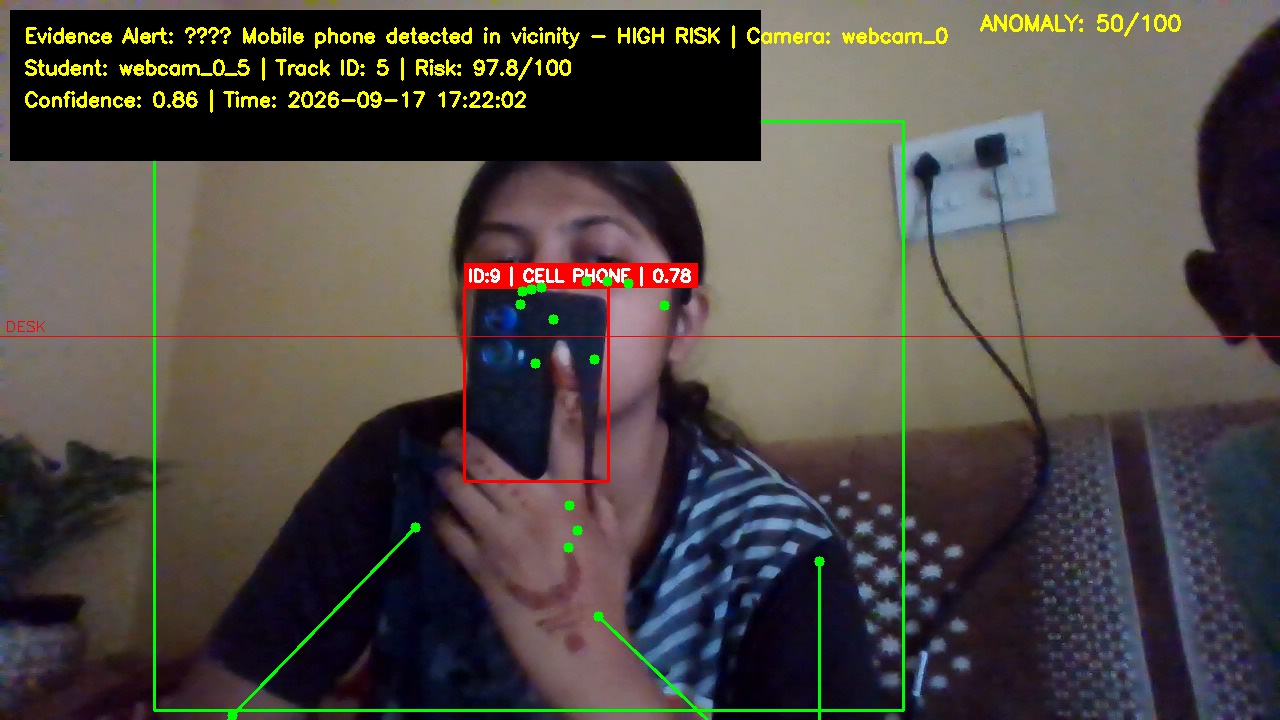 Evidence Alert: ???? Mobile phone detected in vicinity - HIGH RISK | Camera: webcam_0
ANOMALY: 50/100
Student: webcam_0_5 | Track ID: 5 | Risk: 97.8/100
Confidence: 0.86 | Time: 2026-09-17 17:22:02
ID:9 | CELL PHONE | 0.78
DESK